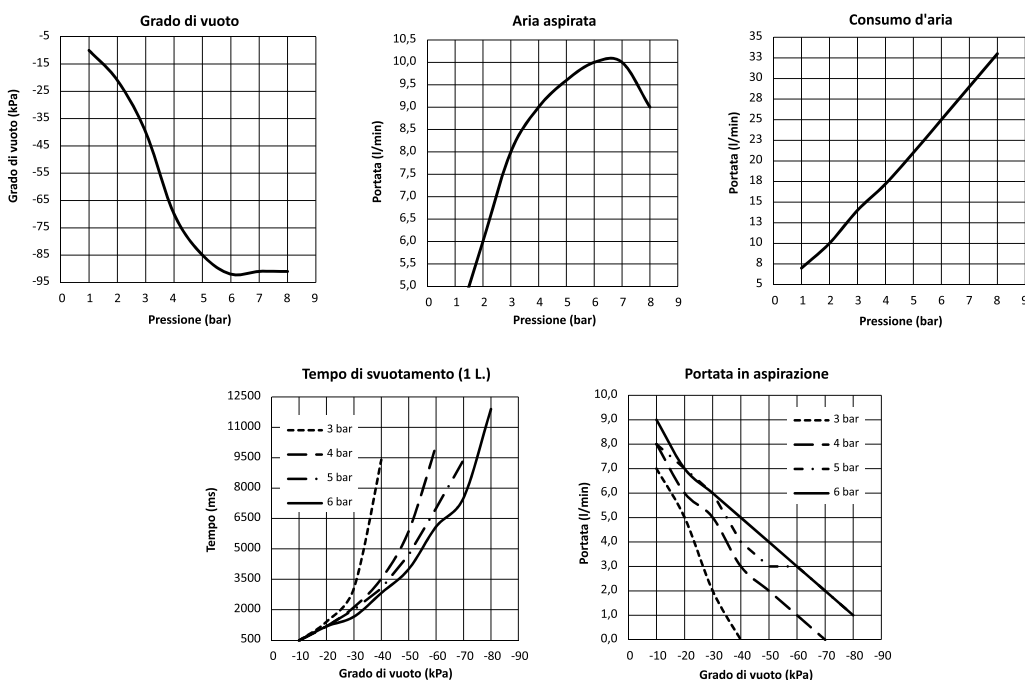 Grado di vuoto
Grado di vuoto (kPa)
-5
-15
-25
-35
-45
-55
-65
-75
-85
-95
0 1 2 3 4 5 6 7 8 9
Pressione (bar)
Aria aspirata
Portata (l/min)
10,5
10,0
9,5
9,0
8,5
8,0
7,5
7,0
6,5
6,0
5,5
5,0
0 1 2 3 4 5 6 7 8 9
Pressione (bar)
Consumo d'aria
Portata (l/min)
35
33
30
28
25
23
20
18
15
13
10
8
5
0 1 2 3 4 5 6 7 8 9
Pressione (bar)
Tempo di svuotamento (1 L.)
Tempo (ms)
12500
11000
9500
8000
6500
5000
3500
2000
500
3 bar
4 bar
5 bar
6 bar
0 -10 -20 -30 -40 -50 -60 -70 -80 -90
Grado di vuoto (kPa)
Portata in aspirazione
Portata (l/min)
10,0
9,0
8,0
7,0
6,0
5,0
4,0
3,0
2,0
1,0
0,0
3 bar
4 bar
5 bar
6 bar
0 -10 -20 -30 -40 -50 -60 -70 -80 -90
Grado di vuoto (kPa)